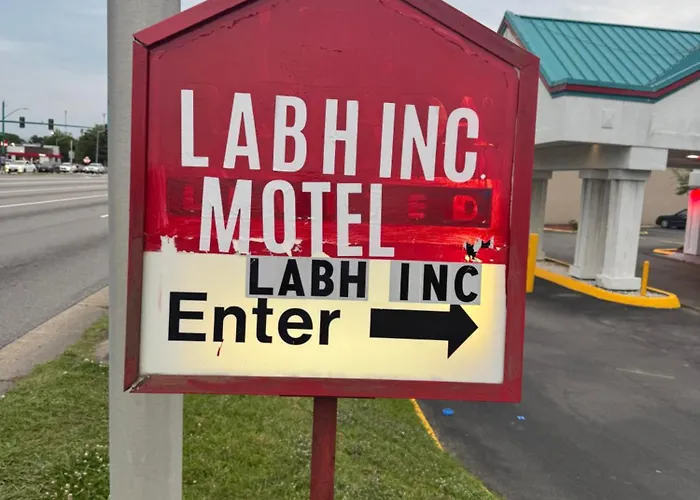 LABH INC.
MOTEL
LABH INC
Enter